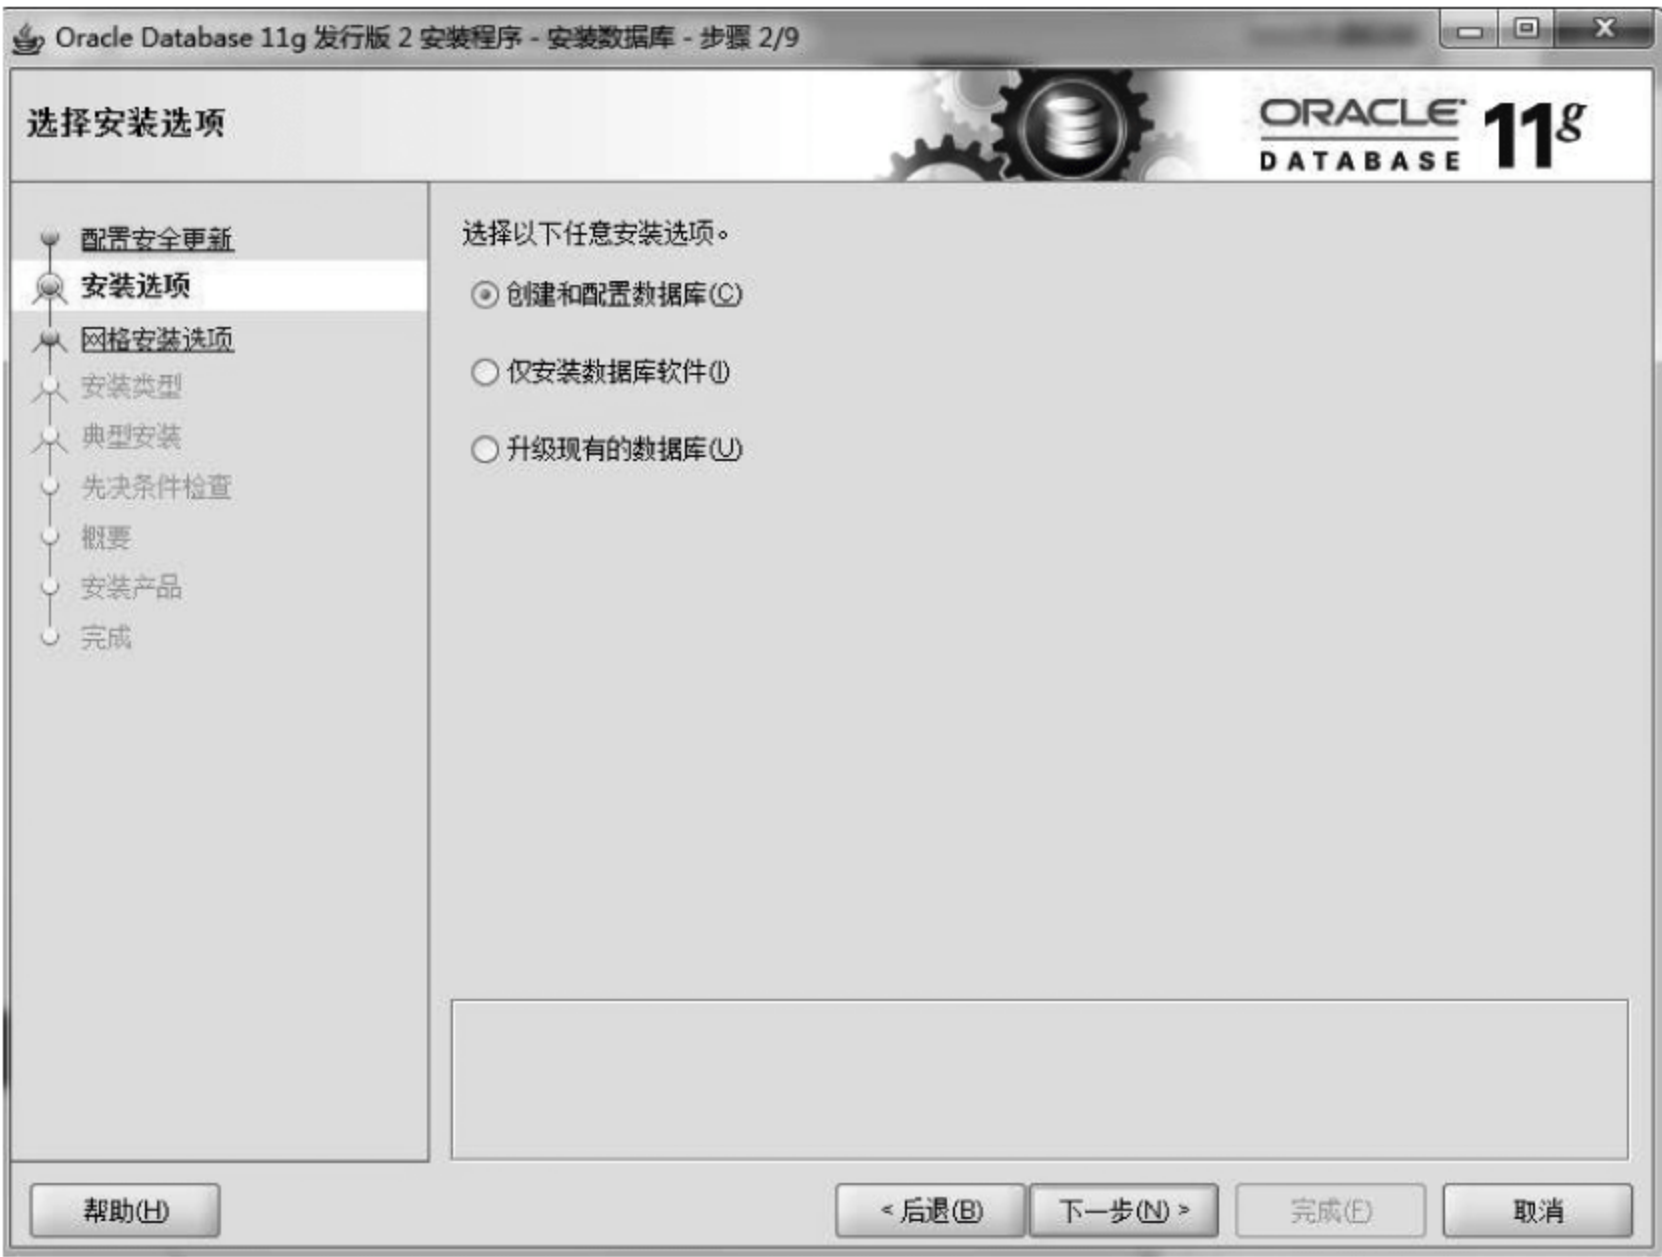 Oracle Database 11g 发行版 2 安装程序 - 安装数据库 - 步骤 2/9
选择安装选项
ORACLE
DATABASE
11g
配置安全更新
安装选项
网格安装选项
安装类型
典型安装
先决条件检查
概要
安装产品
完成
选择以下任意安装选项。
创建和配置数据库(C)
仅安装数据库软件(I)
升级现有的数据库(U)
帮助(H)
< 后退(B)
下一步(N) >
完成(F)
取消